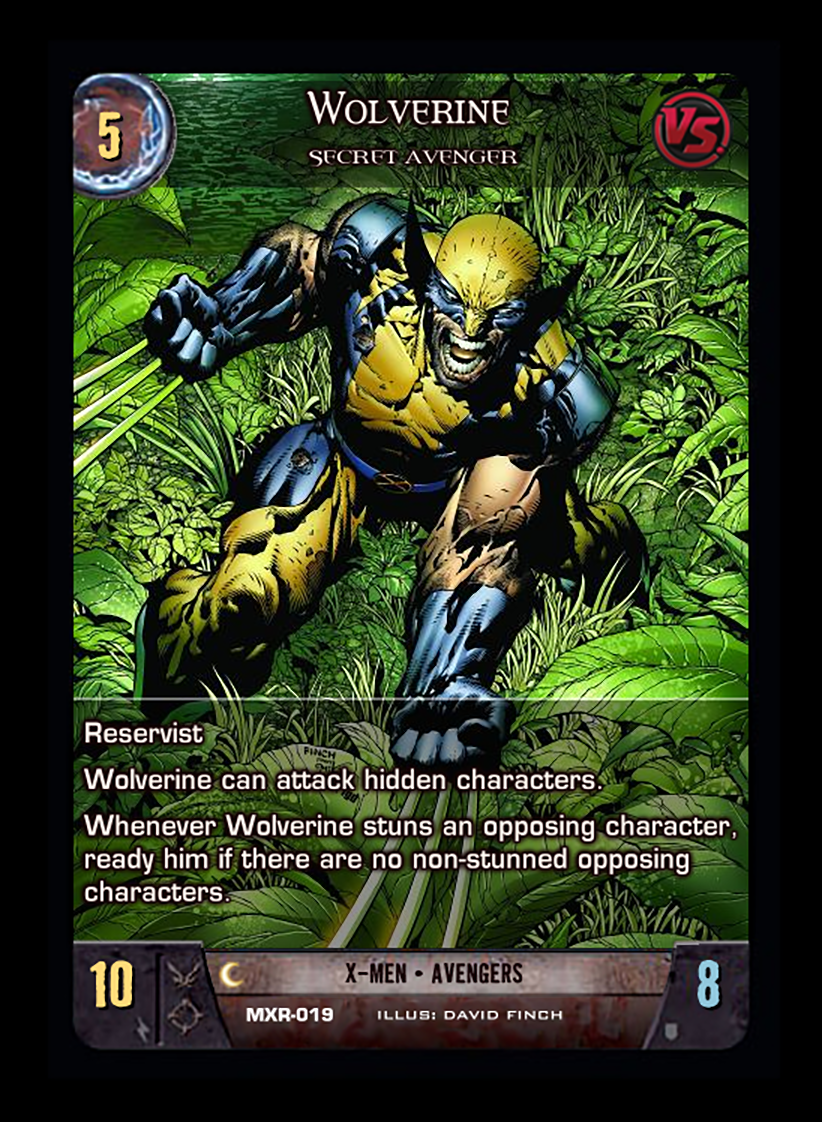 5
Wolverine
Secret Avenger
VS.
Reservist
FINCH
Wolverine can attack hidden characters.
Whenever Wolverine stuns an opposing character,
ready him if there are no non-stunned opposing
characters.
10
X-MEN • AVENGERS
8
MXR-019
ILLUS: DAVID FINCH